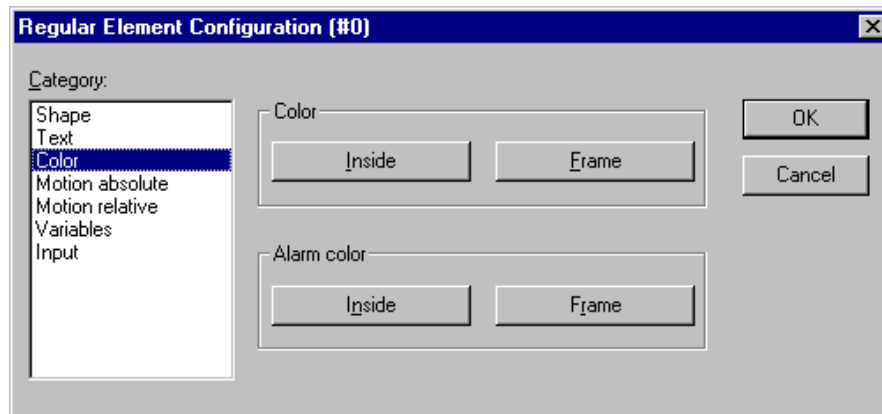 Regular Element Configuration (#0)
Category:
Shape
Text
Color
Motion absolute
Motion relative
Variables
Input
Color
Inside
Frame
Alarm color
Inside
Frame
OK
Cancel